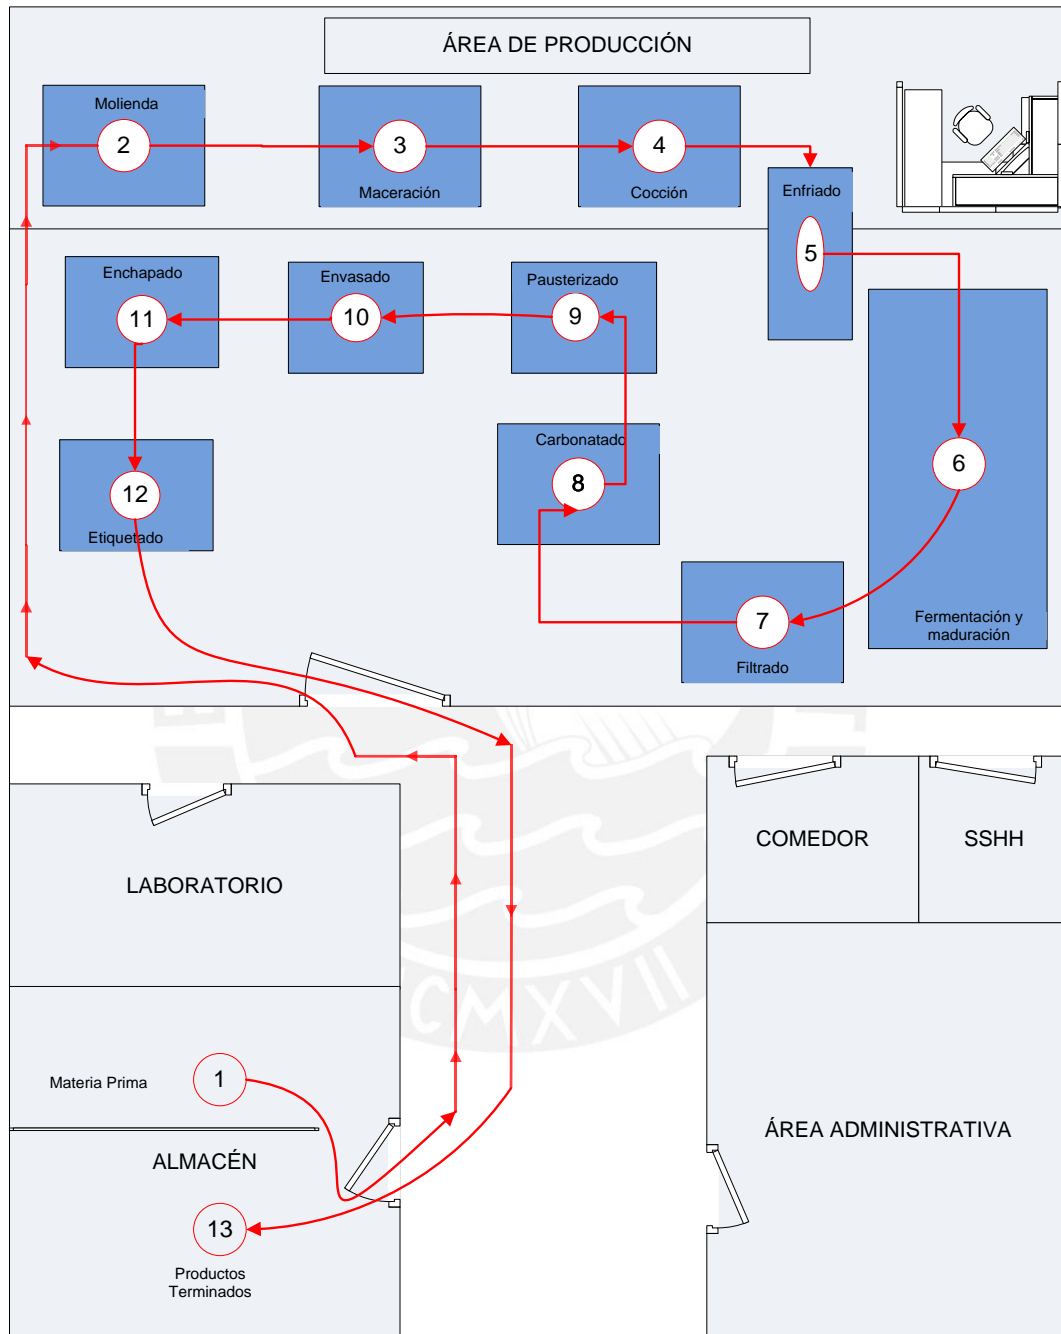 ÁREA DE PRODUCCIÓN
Molienda
2
3
Maceración
4
Cocción
Enfriado
5
Enchapado
11
Envasado
10
Pausterizado
9
Carbonatado
8
6
Fermentación y
maduración
12
Etiquetado
7
Filtrado
LABORATORIO
COMEDOR
SSHH
CMXVII
Materia Prima
1
ALMACÉN
13
Productos
Terminados
ÁREA ADMINISTRATIVA